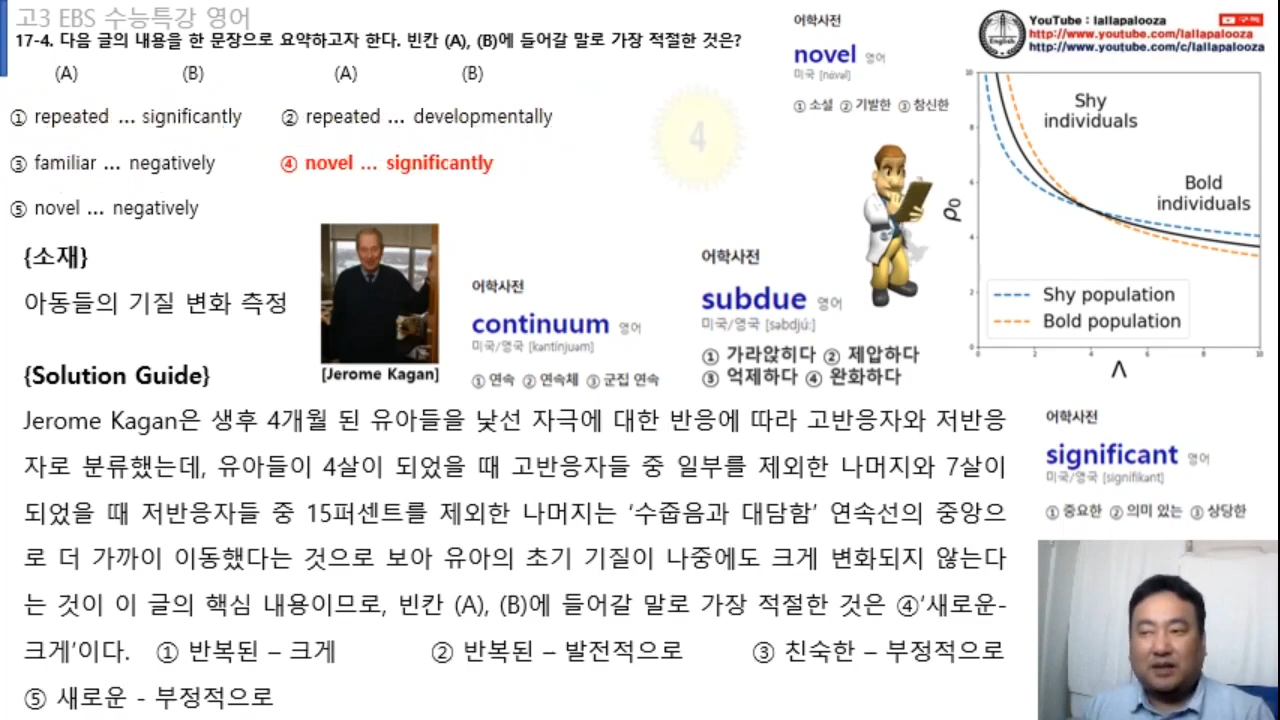 고3 EBS 수능특강 영어
17-4. 다음 글의 내용을 한 문장으로 요약하고자 한다. 빈칸 (A), (B)에 들어갈 말로 가장 적절한 것은?
(A) (B) (A) (B)
① repeated ... significantly ② repeated ... developmentally
③ familiar ... negatively ④ novel ... significantly
⑤ novel ... negatively
4
어학사전
novel 영어
미국 [nάvəl]
① 소설 ② 기발한 ③ 참신한
English
YouTube : lallapalooza
구독
http://www.youtube.com/lallapalooza
http://www.youtube.com/c/lallapalooza
10
8
6
4
2
0
ρ0
Shy
individuals
Bold
individuals
Shy population
Bold population
0 2 4 6 8 10
Λ
{소재}
아동들의 기질 변화 측정
[Jerome Kagan]
어학사전
continuum 영어
미국/영국 [kəntínjuəm]
① 연속 ② 연속체 ③ 군집 연속
어학사전
subdue 영어
미국/영국 [səbdjú:]
① 가라앉히다 ② 제압하다
③ 억제하다 ④ 완화하다
{Solution Guide}
Jerome Kagan은 생후 4개월 된 유아들을 낯선 자극에 대한 반응에 따라 고반응자와 저반응
자로 분류했는데, 유아들이 4살이 되었을 때 고반응자들 중 일부를 제외한 나머지와 7살이
되었을 때 저반응자들 중 15퍼센트를 제외한 나머지는 ‘수줍음과 대담함’ 연속선의 중앙으
로 더 가까이 이동했다는 것으로 보아 유아의 초기 기질이 나중에도 크게 변화되지 않는다
는 것이 이 글의 핵심 내용이므로, 빈칸 (A), (B)에 들어갈 말로 가장 적절한 것은 ④‘새로운-
크게’이다. ① 반복된 – 크게 ② 반복된 – 발전적으로 ③ 친숙한 – 부정적으로
⑤ 새로운 - 부정적으로
어학사전
significant 영어
미국/영국 [signífikənt]
① 중요한 ② 의미 있는 ③ 상당한